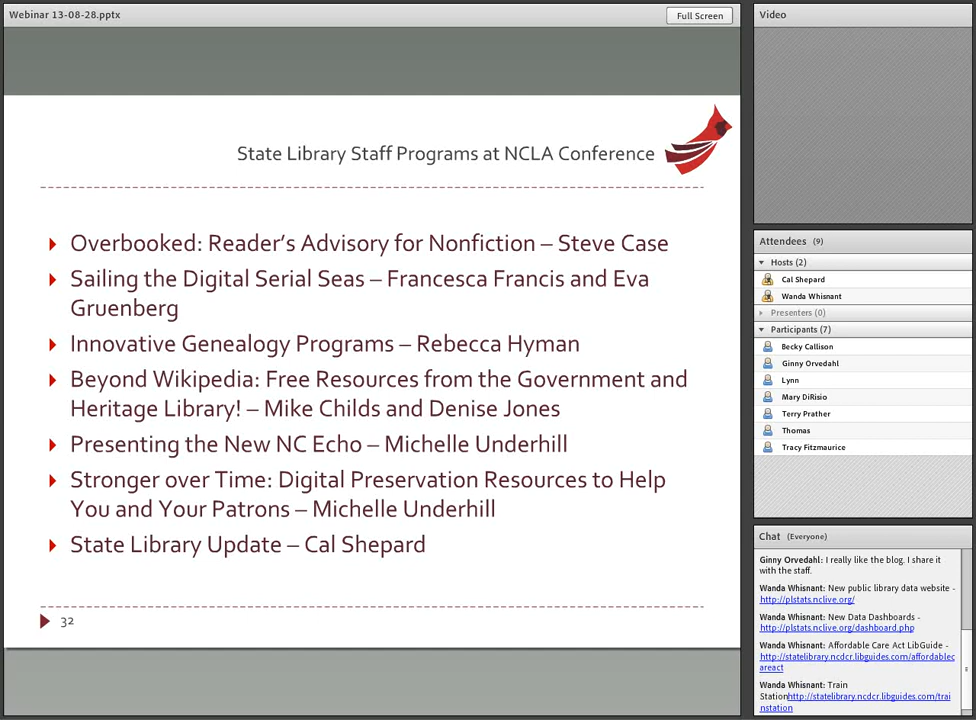 Webinar 13-08-28.pptx
Full Screen
State Library Staff Programs at NCLA Conference
Overbooked: Reader's Advisory for Nonfiction – Steve Case
Sailing the Digital Serial Seas – Francesca Francis and Eva
Gruenberg
Innovative Genealogy Programs – Rebecca Hyman
Beyond Wikipedia: Free Resources from the Government and
Heritage Library! – Mike Childs and Denise Jones
Presenting the New NC Echo – Michelle Underhill
Stronger over Time: Digital Preservation Resources to Help
You and Your Patrons – Michelle Underhill
State Library Update – Cal Shepard
32
Video
Attendees (9)
Hosts (2)
Cal Shepard
Wanda Whisnant
Presenters (0)
Participants (7)
Becky Callison
Ginny Orvedahl
Lynn
Mary DiRisio
Terry Prather
Thomas
Tracy Fitzmaurice
Chat (Everyone)
Ginny Orvedahl: I really like the blog. I share it
with the staff.
Wanda Whisnant: New public library data website -
http://plstats.nclive.org/
Wanda Whisnant: New Data Dashboards -
http://plstats.nclive.org/dashboard.php
Wanda Whisnant: Affordable Care Act LibGuide -
http://statelibrary.ncdcr.libguides.com/affordablec
areact
Wanda Whisnant: Train
Stationhttp://statelibrary.ncdcr.libguides.com/trai
nstation